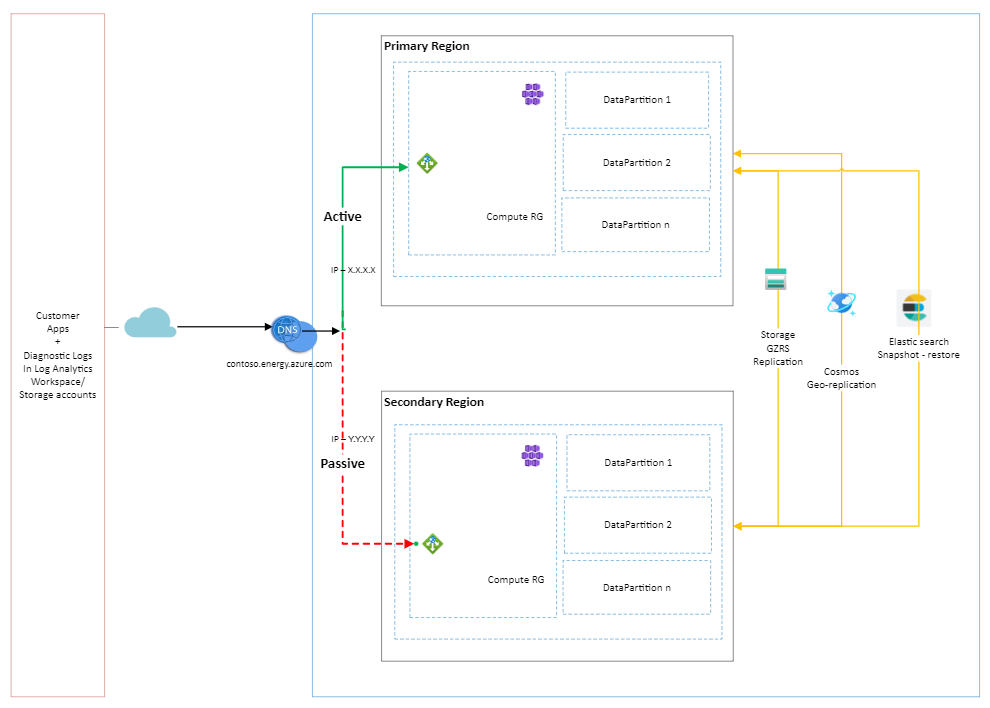 Primary Region
DataPartition 1
DataPartition 2
DataPartition n
Compute RG
Active
IP – X.X.X.X
Customer
Apps
+
Diagnostic Logs
In Log Analytics
Workspace/
Storage accounts
DNS
contoso.energy.azure.com
Storage
GZRS
Replication
Cosmos
Geo-replication
Elastic search
Snapshot - restore
Secondary Region
IP – Y.Y.Y.Y
Passive
DataPartition 1
DataPartition 2
DataPartition n
Compute RG